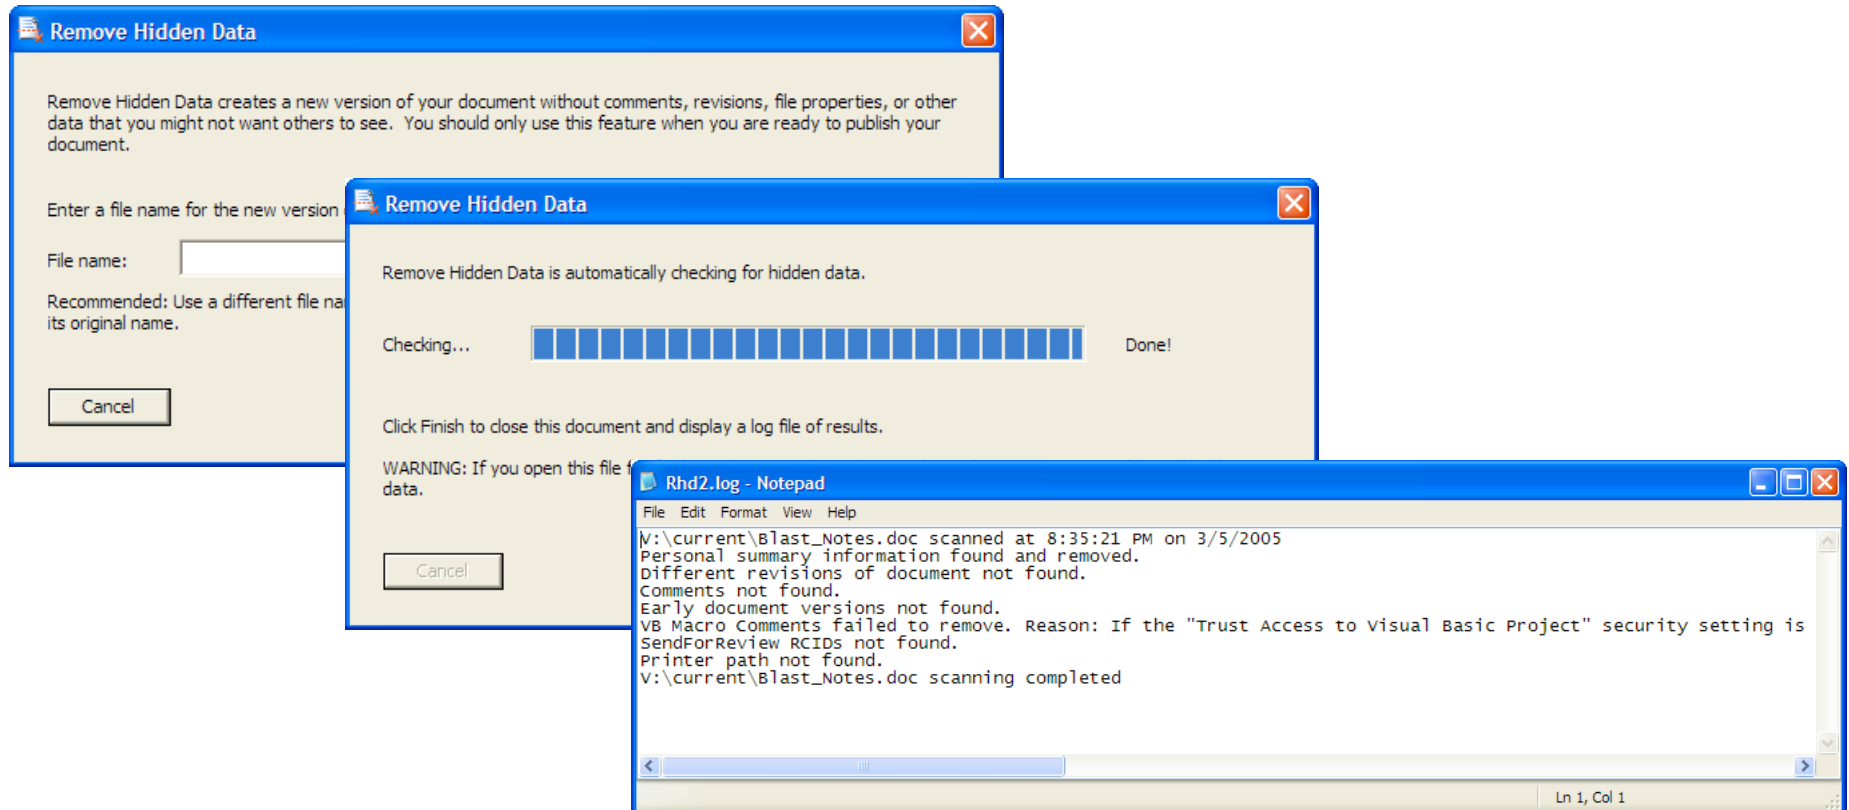 Remove Hidden Data
Remove Hidden Data creates a new version of your document without comments, revisions, file properties, or other
data that you might not want others to see. You should only use this feature when you are ready to publish your
document.
Enter a file name for the new version
File name:
Recommended: Use a different file
its original name.
Cancel
Remove Hidden Data
Remove Hidden Data is automatically checking for hidden data.
Checking...
Done!
Click Finish to close this document and display a log file of results.
WARNING: If you open this file
data.
Cancel
Rhd2.log - Notepad
File Edit Format View Help
V:\current\Blast_Notes.doc scanned at 8:35:21 PM on 3/5/2005
Personal summary information found and removed.
Different revisions of document not found.
Comments not found.
Early document versions not found.
VB Macro Comments failed to remove. Reason: If the "Trust Access to Visual Basic Project" security setting is
SendForReview RCIDs not found.
Printer path not found.
V:\current\Blast_Notes.doc scanning completed
Ln 1, Col 1